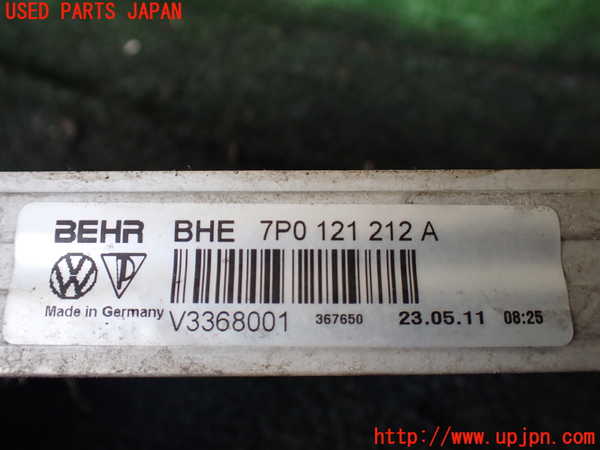 USED PARTS JAPAN
BEHR BHE 7P0 121 212 A
Made in Germany V3368001 367650 23.05.11 08:25
http://www.upjpn.com/